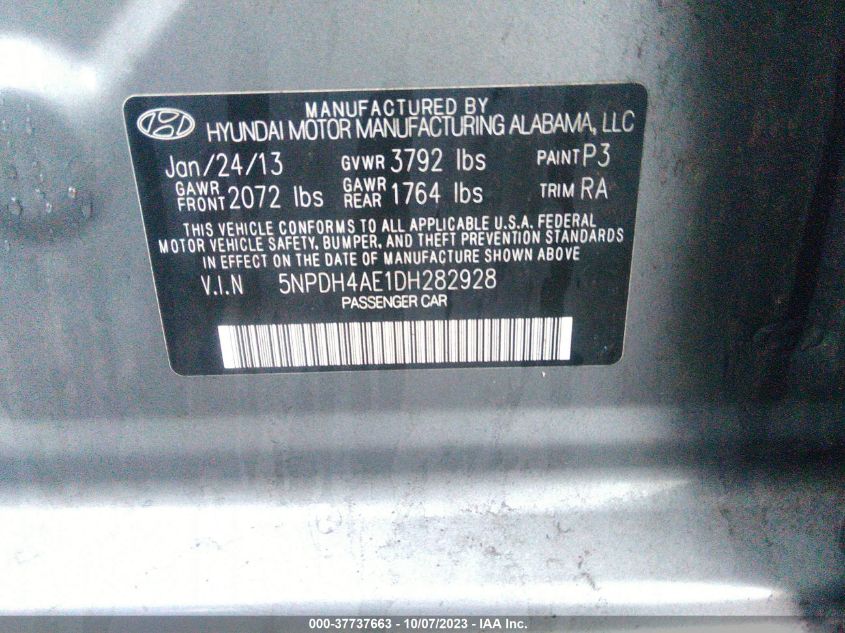 MANUFACTURED BY
HYUNDAI MOTOR MANUFACTURING ALABAMA, LLC
Jan/24/13 GVWR 3792 lbs PAINT P3
GAWR FRONT 2072 lbs GAWR REAR 1764 lbs TRIM RA
THIS VEHICLE CONFORMS TO ALL APPLICABLE U.S.A. FEDERAL
MOTOR VEHICLE SAFETY, BUMPER, AND THEFT PREVENTION STANDARDS
IN EFFECT ON THE DATE OF MANUFACTURE SHOWN ABOVE
V.I.N 5NPDH4AE1DH282928
PASSENGER CAR
000-37737663 - 10/07/2023 - IAA Inc.